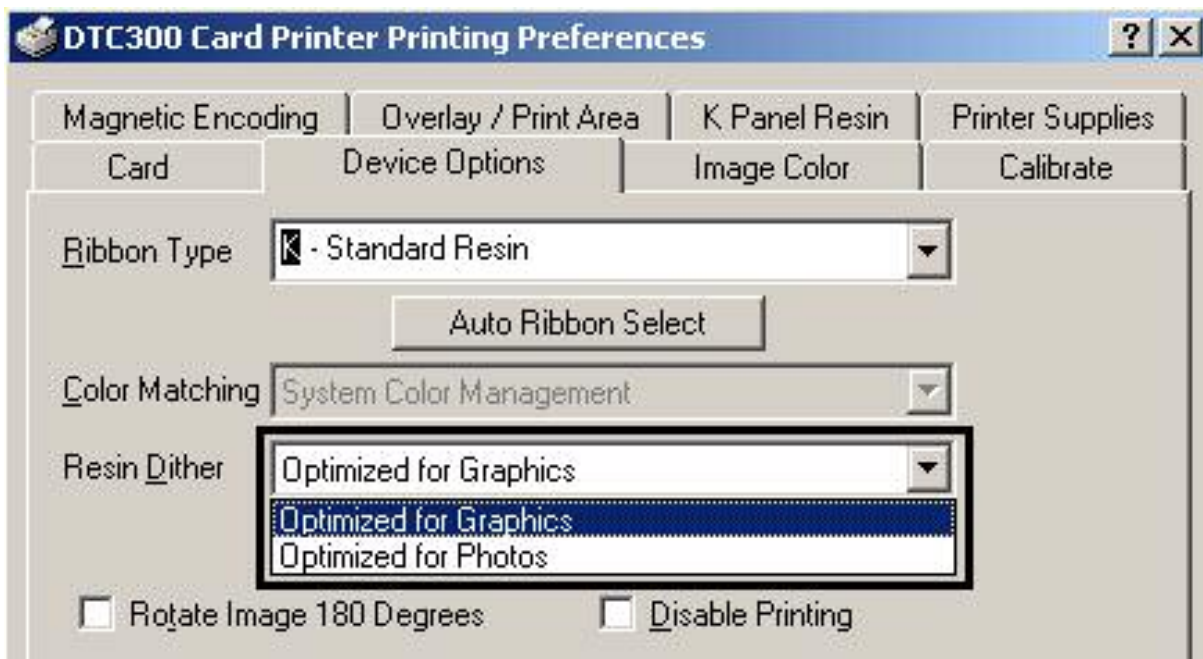 DTC300 Card Printer Printing Preferences
Magnetic Encoding Overlay / Print Area K Panel Resin Printer Supplies
Card Device Options Image Color Calibrate
Ribbon Type K - Standard Resin
Auto Ribbon Select
Color Matching System Color Management
Resin Dither Optimized for Graphics
Optimized for Graphics
Optimized for Photos
Rotate Image 180 Degrees Disable Printing